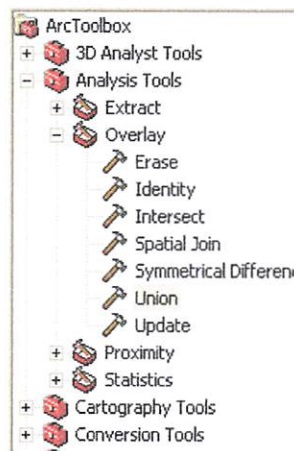 ArcToolbox
3D Analyst Tools
Analysis Tools
Extract
Overlay
Erase
Identity
Intersect
Spatial Join
Symmetrical Differenc
Union
Update
Proximity
Statistics
Cartography Tools
Conversion Tools